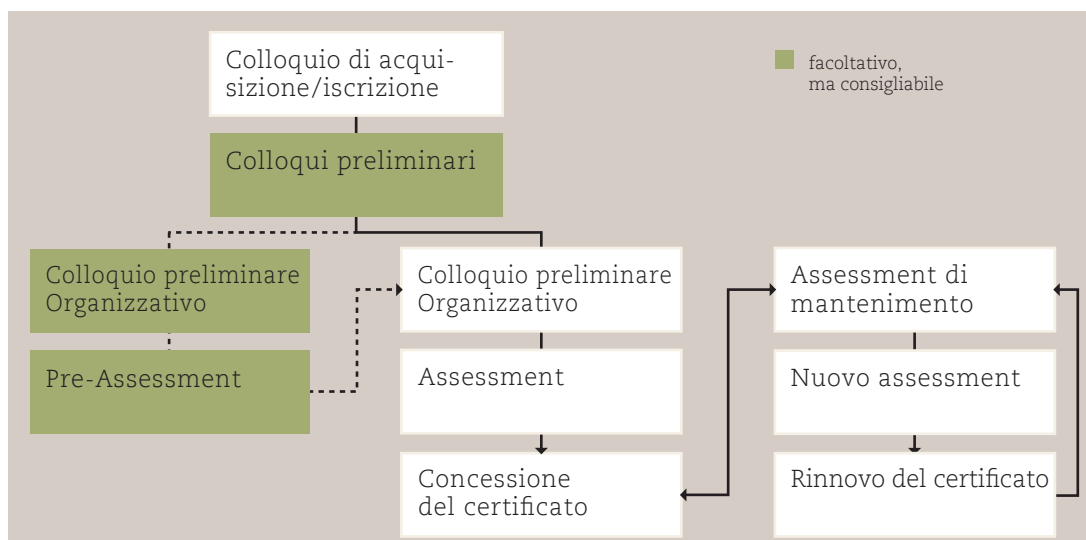 Colloquio di acqui-
sizione/iscrizione
facoltativo,
ma consigliabile
Colloqui preliminari
Colloquio preliminare
Organizzativo
Colloquio preliminare
Organizzativo
Assessment di
mantenimento
Pre-Assessment
Assessment
Nuovo assessment
Concessione
del certificato
Rinnovo del certificato